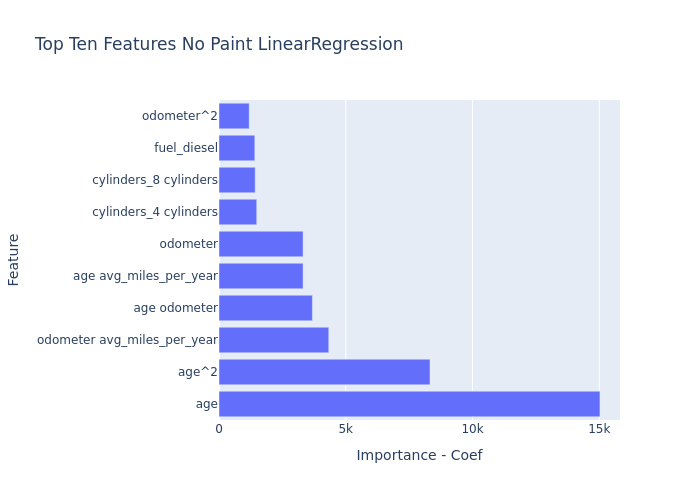 Top Ten Features No Paint LinearRegression
odometer^2
fuel_diesel
cylinders_8 cylinders
cylinders_4 cylinders
odometer
age avg_miles_per_year
age odometer
odometer avg_miles_per_year
age^2
age
Feature
0 5k 10k 15k
Importance - Coef